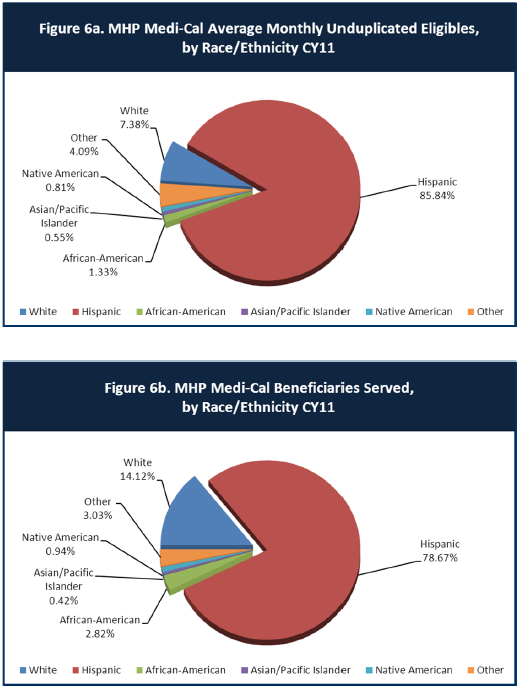 Figure 6a. MHP Medi-Cal Average Monthly Unduplicated Eligibles,
by Race/Ethnicity CY11
White
7.38%
Other
4.09%
Native American
0.81%
Asian/Pacific
Islander
0.55%
African-American
1.33%
Hispanic
85.84%
White
Hispanic
African-American
Asian/Pacific Islander
Native American
Other
Figure 6b. MHP Medi-Cal Beneficiaries Served,
by Race/Ethnicity CY11
White
14.12%
Other
3.03%
Native American
0.94%
Asian/Pacific
Islander
0.42%
African-American
2.82%
Hispanic
78.67%
White
Hispanic
African-American
Asian/Pacific Islander
Native American
Other